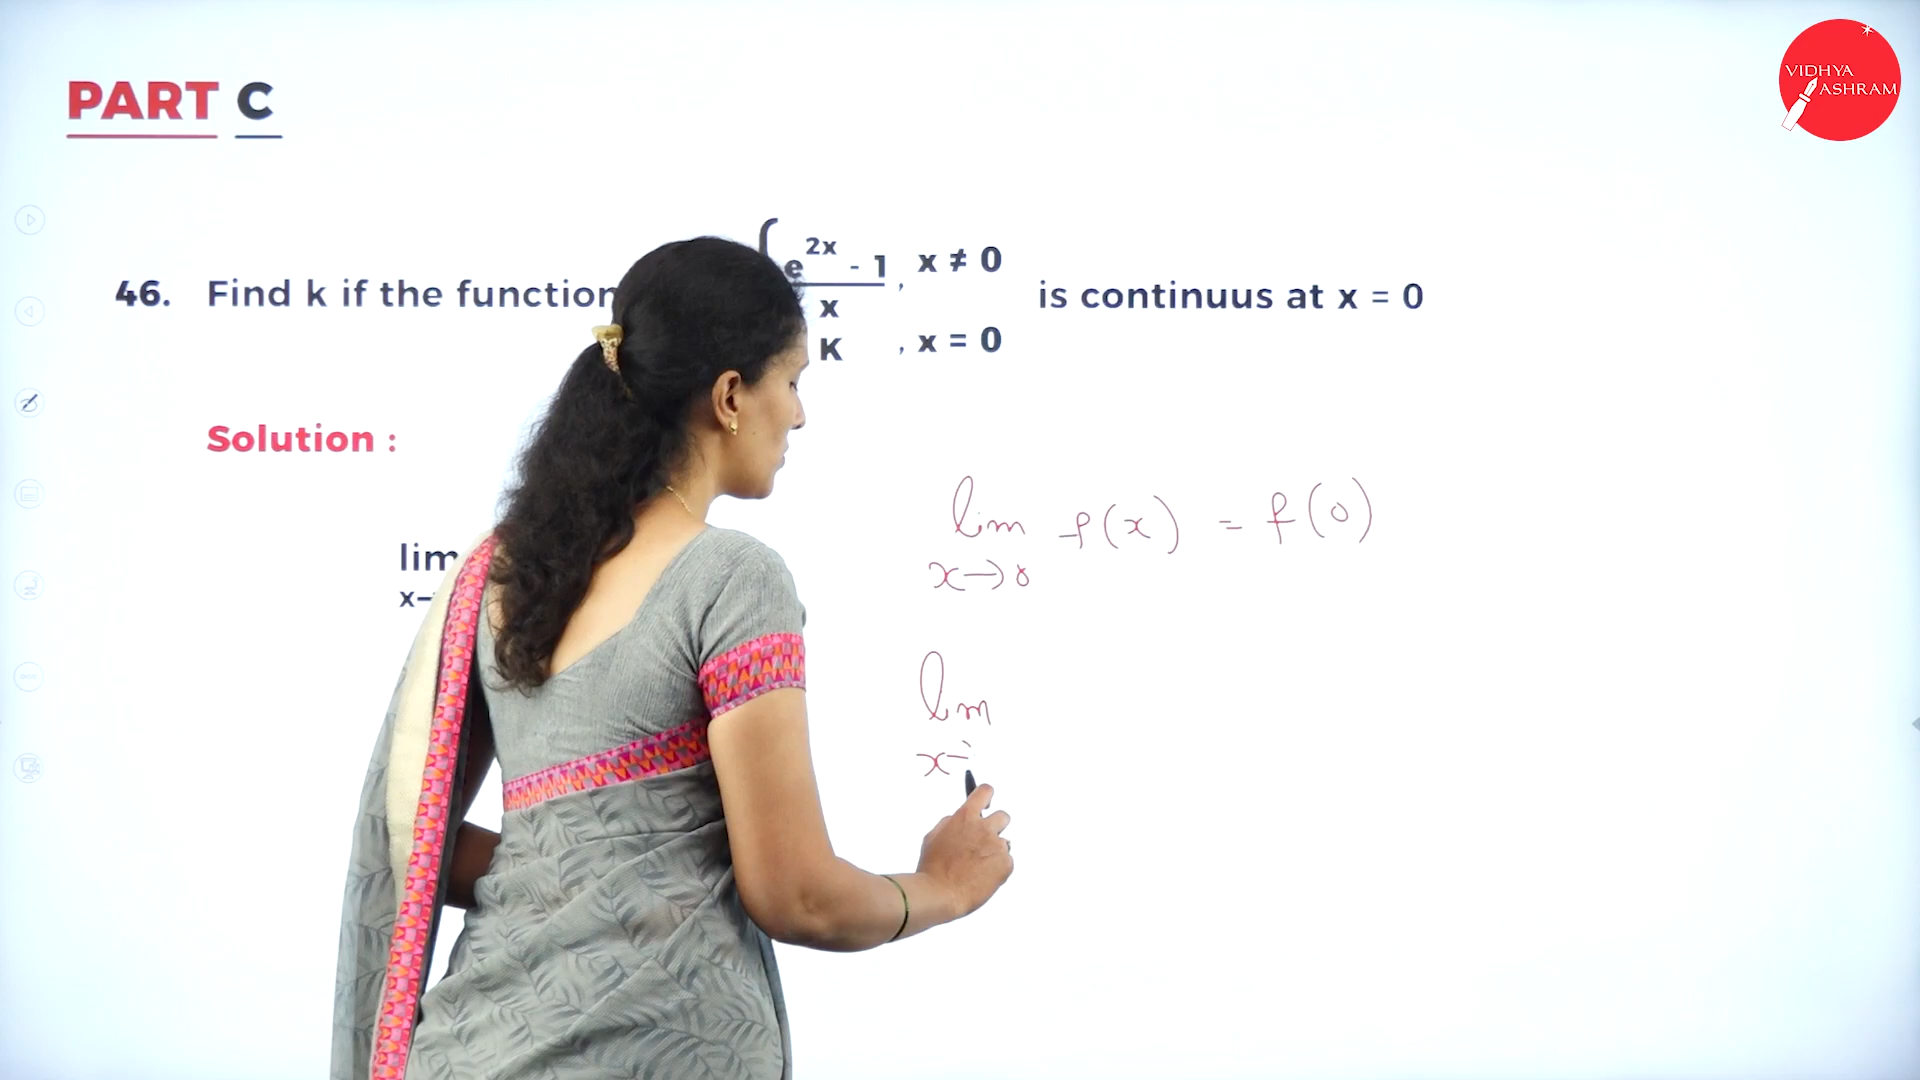 PART C
VIDHYA
ASHRAM
46. Find k if the function
e^2x - 1, x ≠ 0
x
K , x = 0
is continuus at x = 0
Solution :
lim
x→
lim f(x) = f(0)
x→0
lim
x-